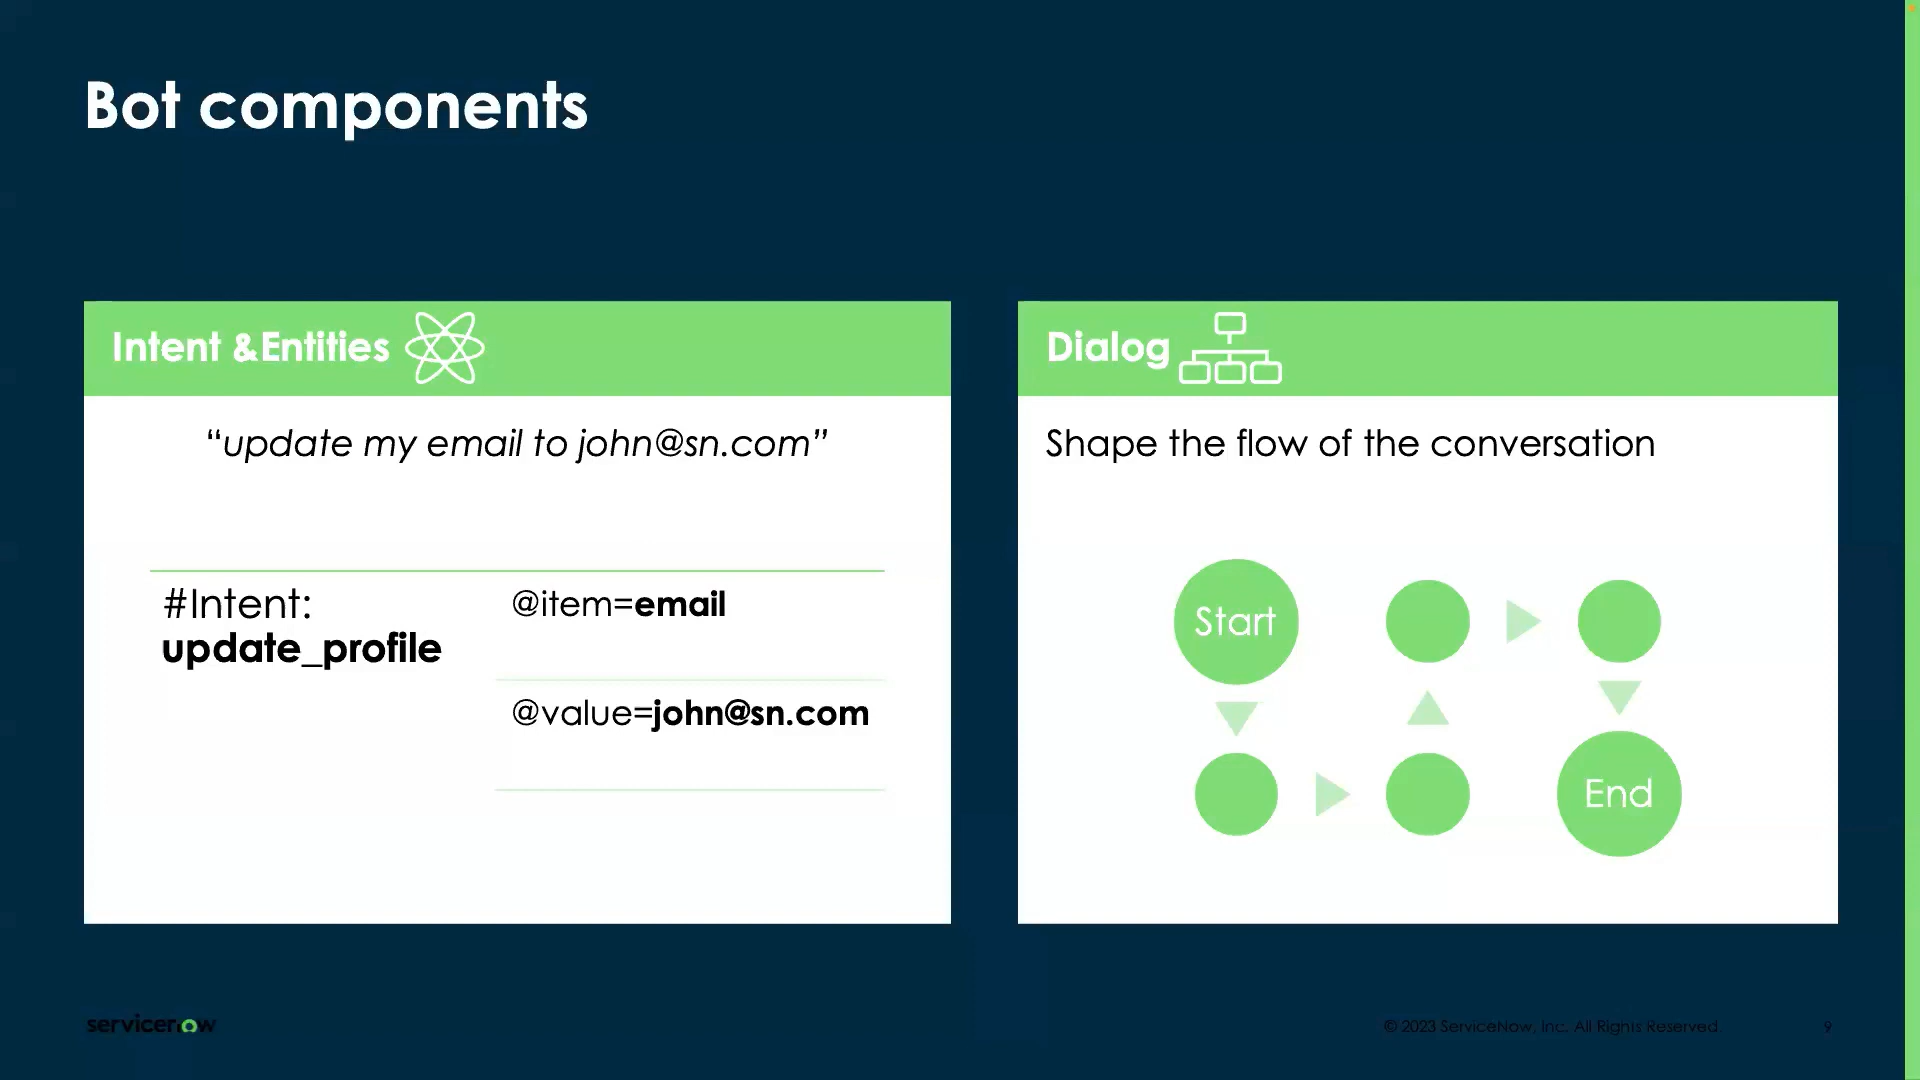 Bot components
Intent &Entities
“update my email to john@sn.com”
#Intent:
update_profile
@item=email
@value=john@sn.com
Dialog
Shape the flow of the conversation
Start
End
servicenow
© 2023 ServiceNow, Inc. All Rights Reserved.
9